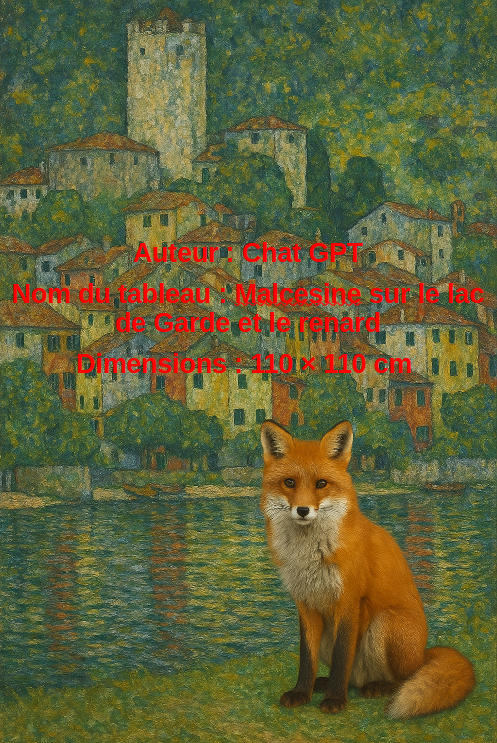 Auteur : Chat GPT
Nom du tableau : Malcesine sur le lac
de Garde et le renard
Dimensions : 110 × 110 cm